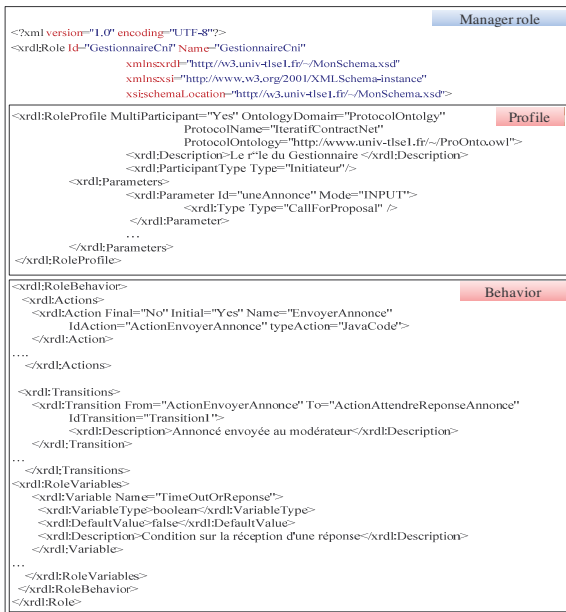 Manager role
<?xml version="1.0" encoding="UTF-8"?>
<xrdl:Role Id="GestionnaireCni" Name="GestionnaireCni"
xmlns:xrdl="http://w3.univ-tlse1.fr/~/MonSchema.xsd"
xmlns:xsi="http://www.w3.org/2001/XMLSchema-instance"
xsi:schemaLocation="http://w3.univ-tlse1.fr/~/MonSchema.xsd">
Profile
<xrdl:RoleProfile MultiParticipant="Yes" OntologyDomain="ProtocolOntolgy"
ProtocolName="IteratifContractNet"
ProtocolOntology="http://www.univ-tlse1.fr/~/ProOnto.owl">
<xrdl:Description>Le r"le du Gestionnaire </xrdl:Description>
<xrdl:ParticipantType Type="Initiateur"/>
<xrdl:Parameters>
<xrdl:Parameter Id="uneAnnonce" Mode="INPUT">
<xrdl:Type Type="CallForProposal" />
</xrdl:Parameter>
...
</xrdl:Parameters>
</xrdl:RoleProfile>
Behavior
<xrdl:RoleBehavior>
<xrdl:Actions>
<xrdl:Action Final="No" Initial="Yes" Name="EnvoyerAnnonce"
IdAction="ActionEnvoyerAnnonce" typeAction="JavaCode">
</xrdl:Action>
....
</xrdl:Actions>
<xrdl:Transitions>
<xrdl:Transition From="ActionEnvoyerAnnonce" To="ActionAttendreReponseAnnonce"
IdTransition="Transition1">
<xrdl:Description>Annoncé envoyée au modérateur</xrdl:Description>
</xrdl:Transition>
...
</xrdl:Transitions>
<xrdl:RoleVariables>
<xrdl:Variable Name="TimeOutOrReponse">
<xrdl:VariableType>boolean</xrdl:VariableType>
<xrdl:DefaultValue>false</xrdl:DefaultValue>
<xrdl:Description>Condition sur la réception d'une réponse</xrdl:Description>
</xrdl:Variable>
...
</xrdl:RoleVariables>
</xrdl:RoleBehavior>
</xrdl:Role>